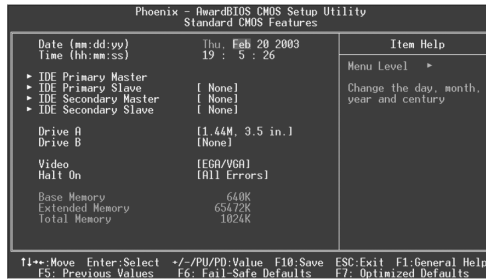 Phoenix - AwardBIOS CMOS Setup Utility
Standard CMOS Features
Date (mm:dd:yy) Thu, Feb 20 2003
Time (hh:mm:ss) 19 : 5 : 26
► IDE Primary Master
► IDE Primary Slave [ None]
► IDE Secondary Master [ None]
► IDE Secondary Slave [ None]
Drive A [1.44M, 3.5 in.]
Drive B [None]
Video [EGA/VGA]
Halt On [All Errors]
Base Memory 640K
Extended Memory 65472K
Total Memory 1024K
Item Help
Menu Level ►
Change the day, month,
year and century
↑↓→←:Move Enter:Select +/-/PU/PD:Value F10:Save ESC:Exit F1:General Help
F5: Previous Values F6: Fail-Safe Defaults F7: Optimized Defaults